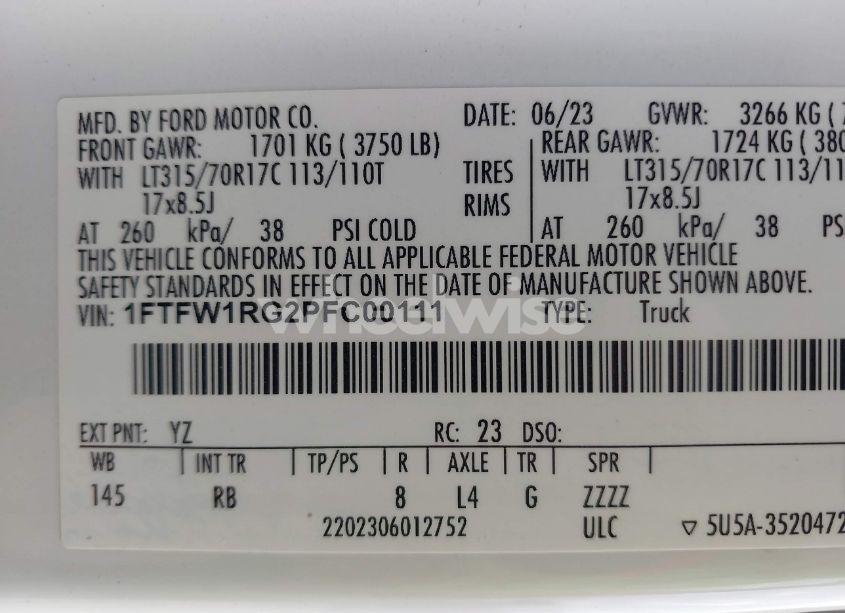 MFD. BY FORD MOTOR CO. DATE: 06/23 GVWR: 3266 KG ( 7
FRONT GAWR: 1701 KG ( 3750 LB) REAR GAWR: 1724 KG ( 380
WITH LT315/70R17C 113/110T TIRES WITH LT315/70R17C 113/11
17x8.5J RIMS 17x8.5J
AT 260 kPa/ 38 PSI COLD AT 260 kPa/ 38 PS
THIS VEHICLE CONFORMS TO ALL APPLICABLE FEDERAL MOTOR VEHICLE
SAFETY STANDARDS IN EFFECT ON THE DATE OF MANUFACTURE SHOWN ABOVE.
VIN: 1FTFW1RG2PFC00111 TYPE: Truck
wheelwise
EXT PNT: YZ RC: 23 DSO:
WB INT TR TP/PS R AXLE TR SPR
145 RB 8 L4 G ZZZZ
2202306012752 ULC ▽ 5U5A-3520472